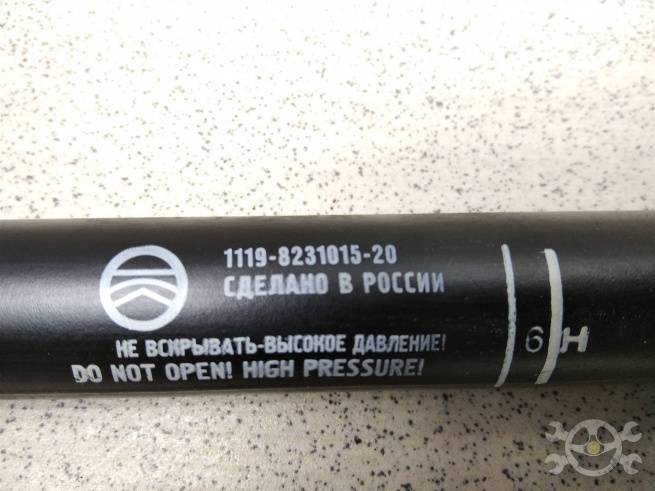 1119-8231015-20
СДЕЛАНО В РОССИИ
НЕ ВСКРЫВАТЬ-ВЫСОКОЕ ДАВЛЕНИЕ!
DO NOT OPEN! HIGH PRESSURE!
6 H